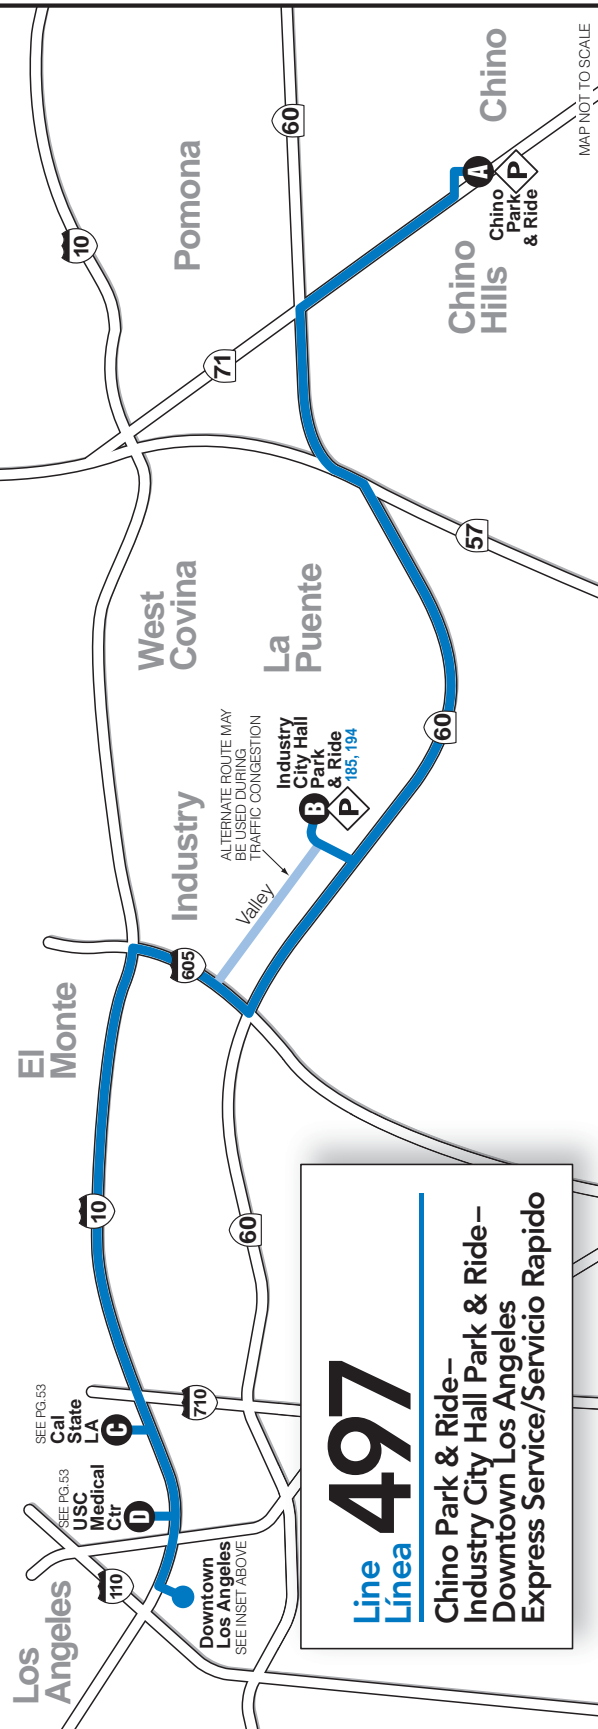 Los
Angeles
110
Downtown
Los Angeles
SEE INSET ABOVE
SEE PG.53
USC
Medical
Ctr
D
SEE PG.53
Cal
State
LA
C
710
10
60
El
Monte
605
Industry
Valley
ALTERNATE ROUTE MAY
BE USED DURING
TRAFFIC CONGESTION
B
P
Industry
City Hall
Park
& Ride
185, 194
60
West
Covina
La
Puente
57
71
10
Pomona
60
Chino
Hills
Chino
Park
& Ride
A
P
Chino
MAP NOT TO SCALE
Line
Línea
497
Chino Park & Ride–
Industry City Hall Park & Ride–
Downtown Los Angeles
Express Service/Servicio Rapido